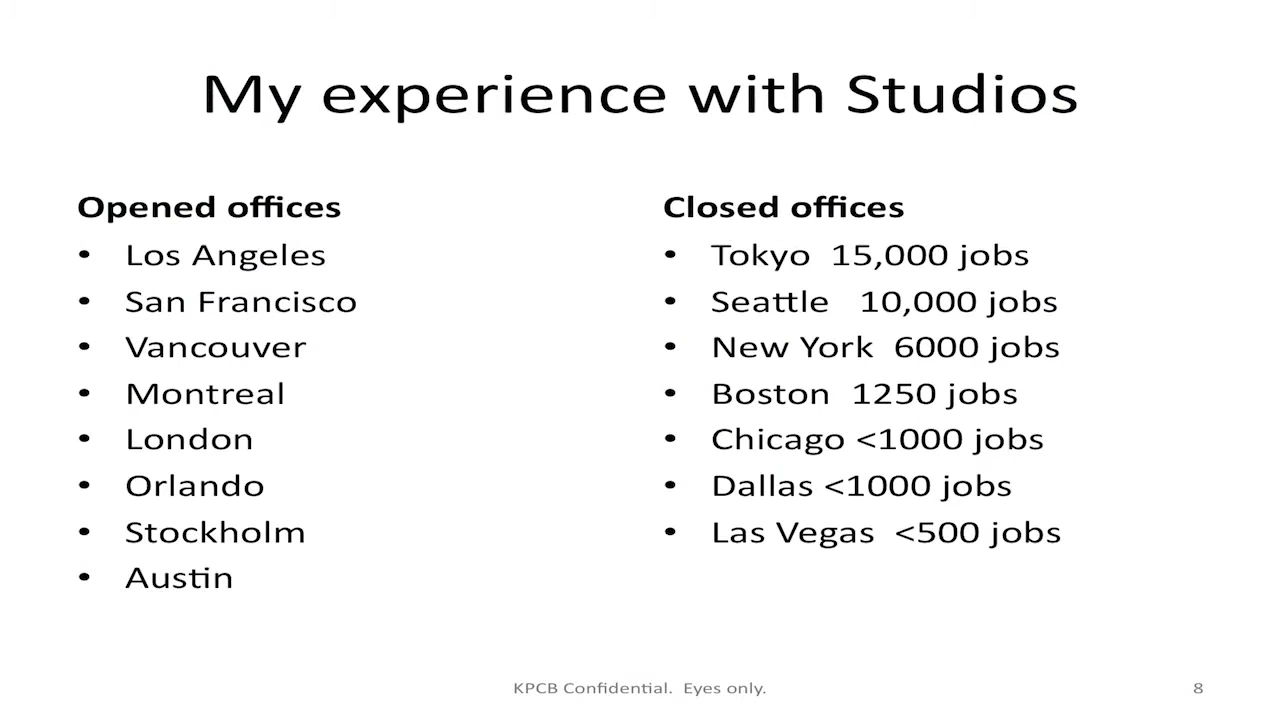 My experience with Studios
Opened offices
• Los Angeles
• San Francisco
• Vancouver
• Montreal
• London
• Orlando
• Stockholm
• Austin
Closed offices
• Tokyo  15,000 jobs
• Seattle   10,000 jobs
• New York  6000 jobs
• Boston  1250 jobs
• Chicago <1000 jobs
• Dallas <1000 jobs
• Las Vegas  <500 jobs
KPCB Confidential.  Eyes only.
8